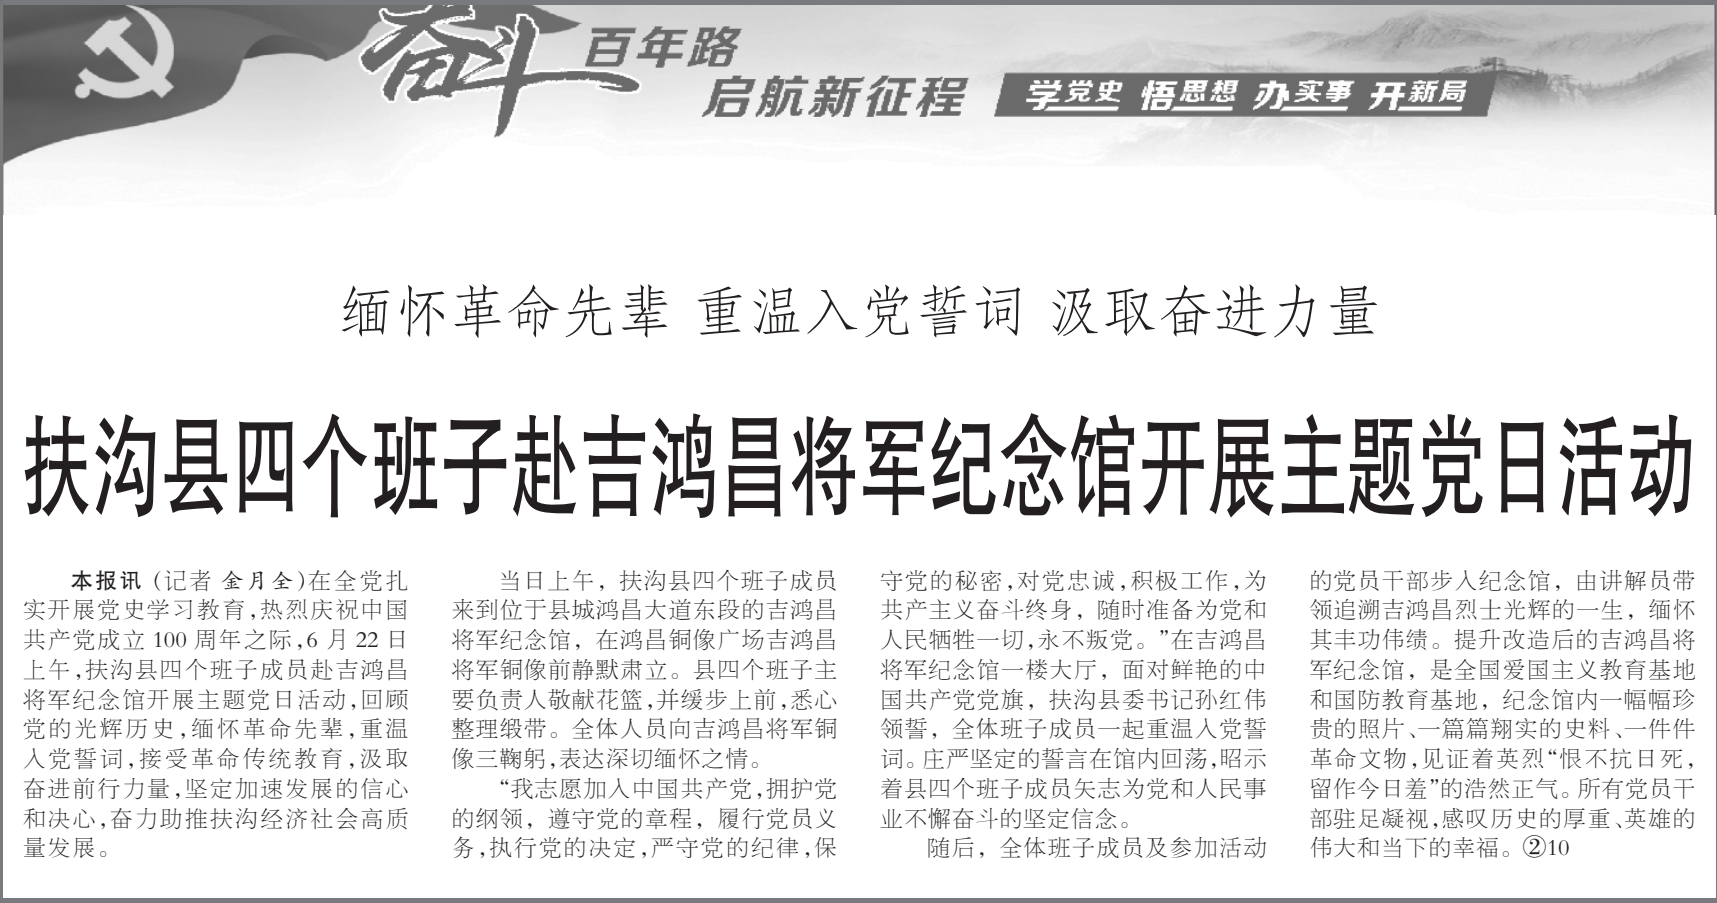 奋斗百年路
启航新征程
学党史 悟思想 办实事 开新局
缅怀革命先辈 重温入党誓词 汲取奋进力量
扶沟县四个班子赴吉鸿昌将军纪念馆开展主题党日活动
本报讯 (记者 金月全)在全党扎
实开展党史学习教育,热烈庆祝中国
共产党成立 100 周年之际,6 月 22 日
上午,扶沟县四个班子成员赴吉鸿昌
将军纪念馆开展主题党日活动,回顾
党的光辉历史,缅怀革命先辈,重温
入党誓词,接受革命传统教育,汲取
奋进前行力量,坚定加速发展的信心
和决心,奋力助推扶沟经济社会高质
量发展。
当日上午，扶沟县四个班子成员
来到位于县城鸿昌大道东段的吉鸿昌
将军纪念馆，在鸿昌铜像广场吉鸿昌
将军铜像前静默肃立。县四个班子主
要负责人敬献花篮,并缓步上前,悉心
整理缎带。全体人员向吉鸿昌将军铜
像三鞠躬,表达深切缅怀之情。
“我志愿加入中国共产党,拥护党
的纲领，遵守党的章程，履行党员义
务,执行党的决定,严守党的纪律,保
守党的秘密,对党忠诚,积极工作,为
共产主义奋斗终身，随时准备为党和
人民牺牲一切,永不叛党。”在吉鸿昌
将军纪念馆一楼大厅，面对鲜艳的中
国共产党党旗，扶沟县委书记孙红伟
领誓，全体班子成员一起重温入党誓
词。庄严坚定的誓言在馆内回荡,昭示
着县四个班子成员矢志为党和人民事
业不懈奋斗的坚定信念。
随后，全体班子成员及参加活动
的党员干部步入纪念馆，由讲解员带
领追溯吉鸿昌烈士光辉的一生，缅怀
其丰功伟绩。提升改造后的吉鸿昌将
军纪念馆，是全国爱国主义教育基地
和国防教育基地，纪念馆内一幅幅珍
贵的照片、一篇篇翔实的史料、一件件
革命文物,见证着英烈“恨不抗日死,
留作今日羞”的浩然正气。所有党员干
部驻足凝视,感叹历史的厚重、英雄的
伟大和当下的幸福。②10